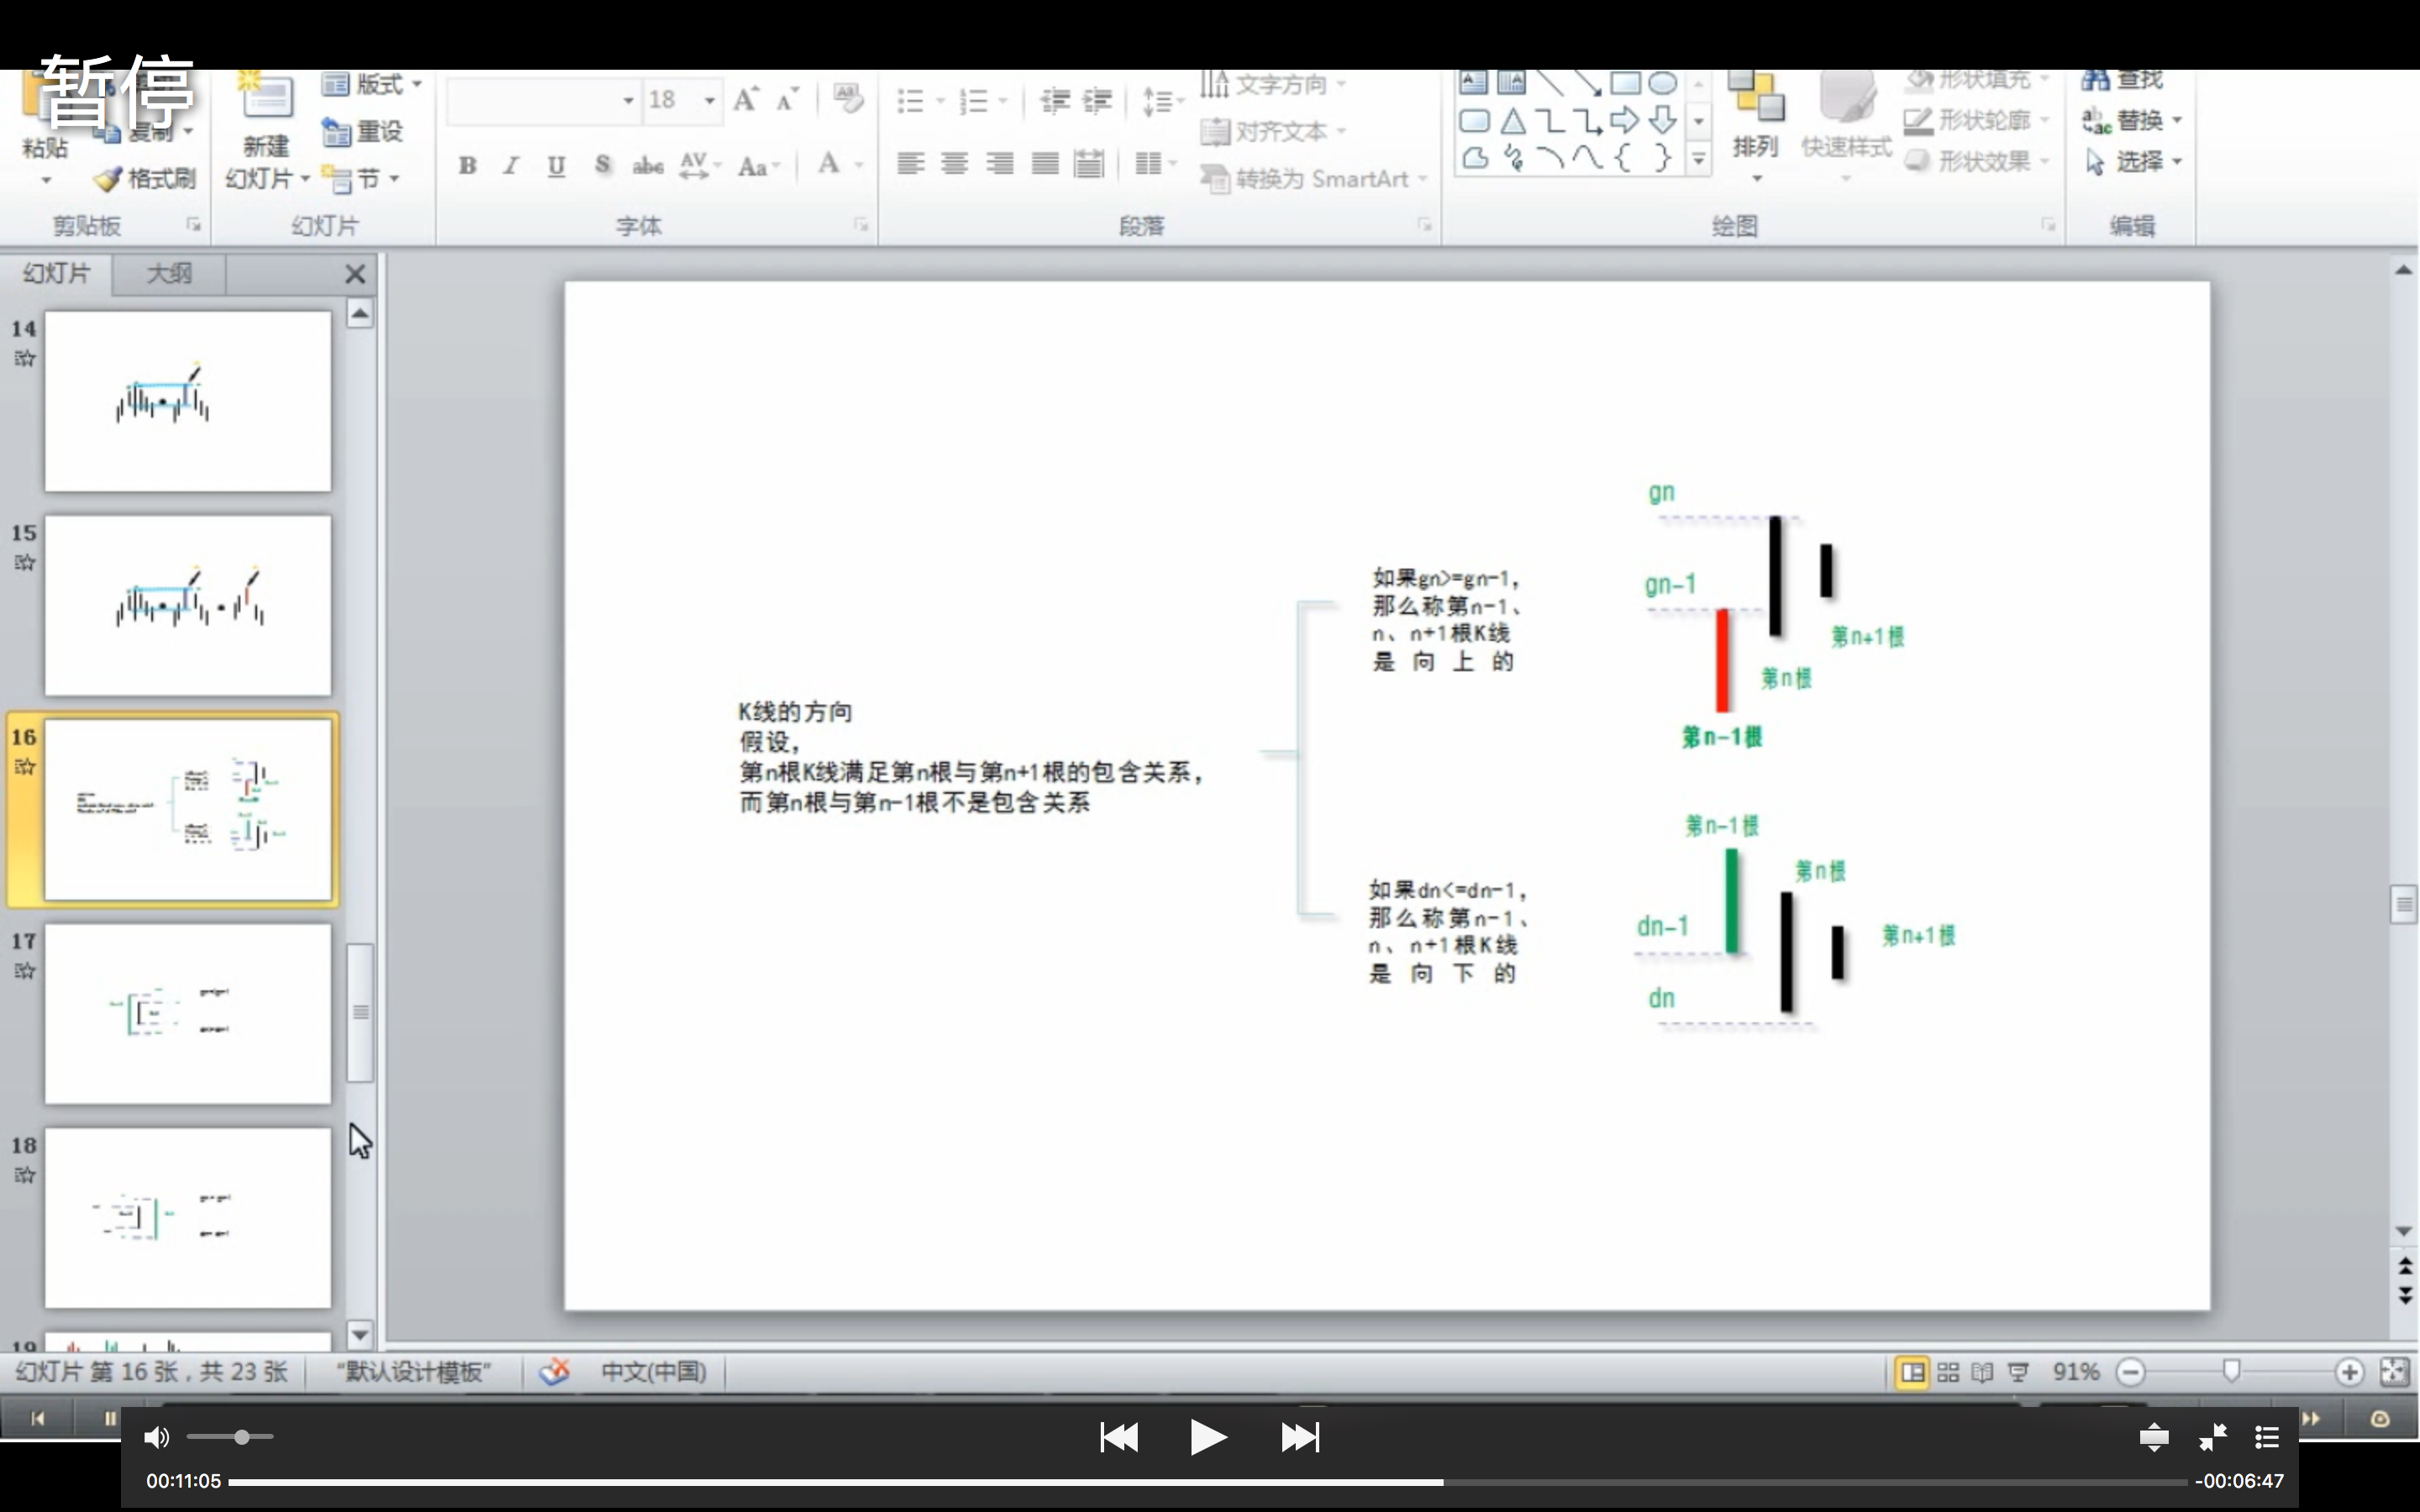 暂停
粘贴
复制
格式刷
剪贴板
新建
幻灯片
版式
重设
节
幻灯片
18
B I U S abc AV Aa A
字体
文字方向
对齐文本
转换为 SmartArt
段落
排列
快速样式
形状填充
形状轮廓
形状效果
绘图
查找
替换
选择
编辑
幻灯片 大纲
14
15
16
17
18
19
K线的方向
假设，
第n根K线满足第n根与第n+1根的包含关系，
而第n根与第n-1根不是包含关系
如果gn>=gn-1，
那么称第n-1、
n、n+1根K线
是向上的
gn
gn-1
第n+1根
第n根
第n-1根
如果dn<=dn-1，
那么称第n-1、
n、n+1根K线
是向下的
第n-1根
第n根
dn-1
第n+1根
dn
幻灯片 第 16 张，共 23 张
“默认设计模板”
中文(中国)
91%
00:11:05
-00:06:47